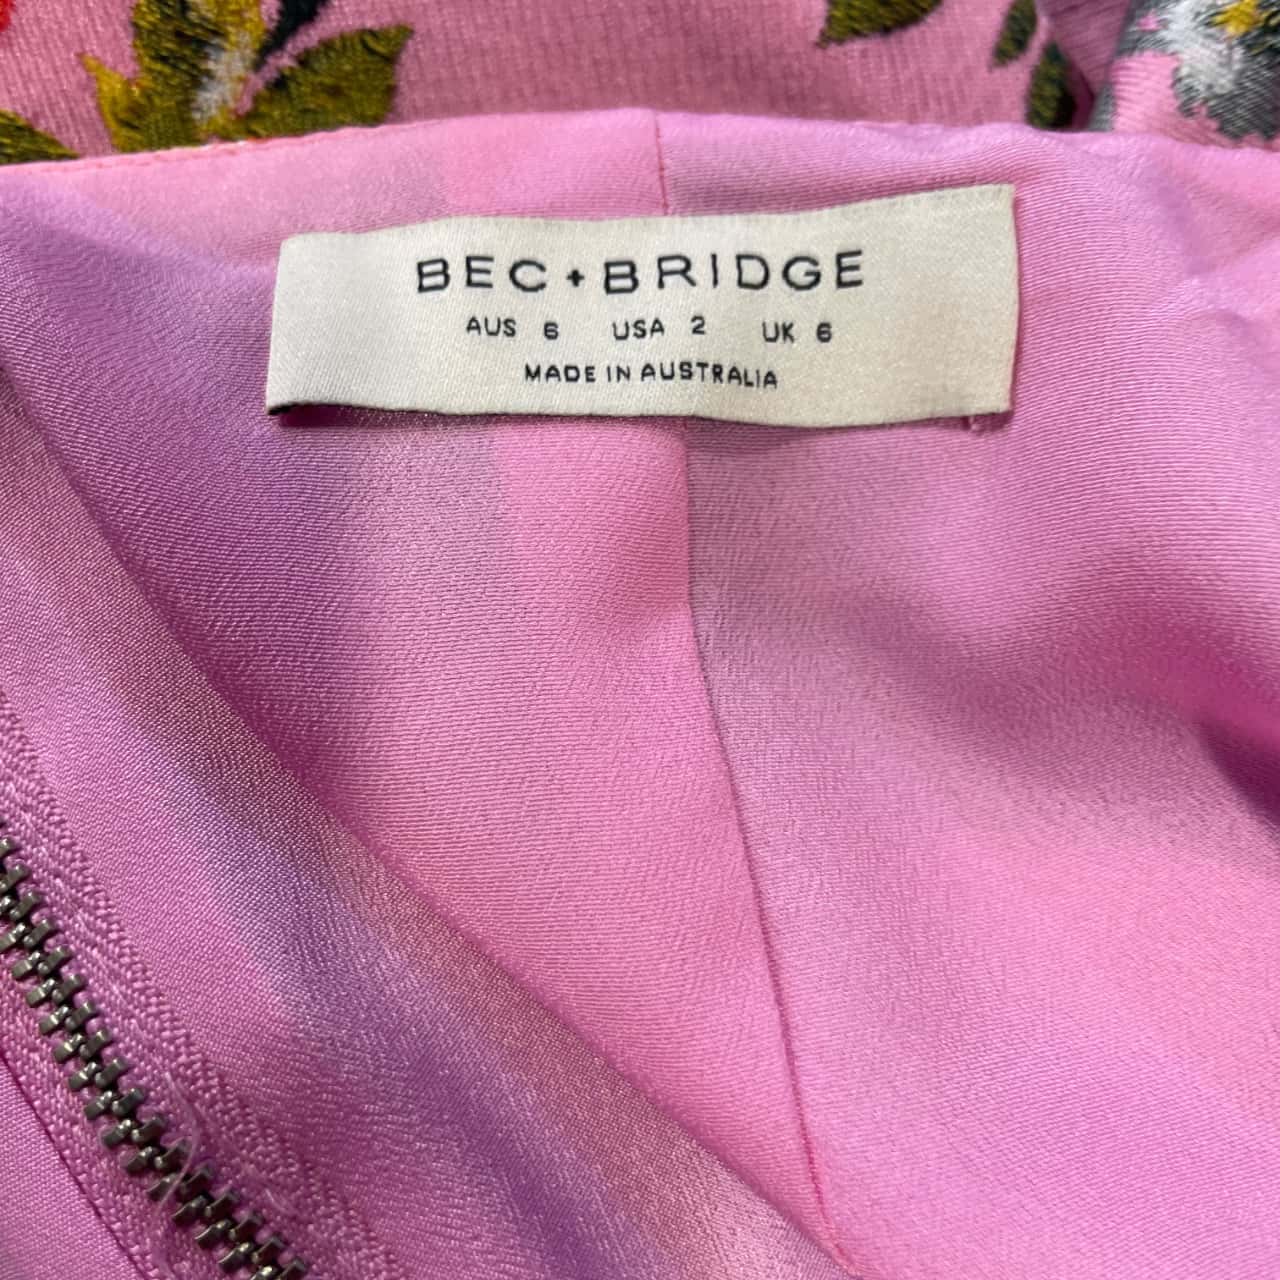 BEC+BRIDGE
AUS 6 USA 2 UK 6
MADE IN AUSTRALIA